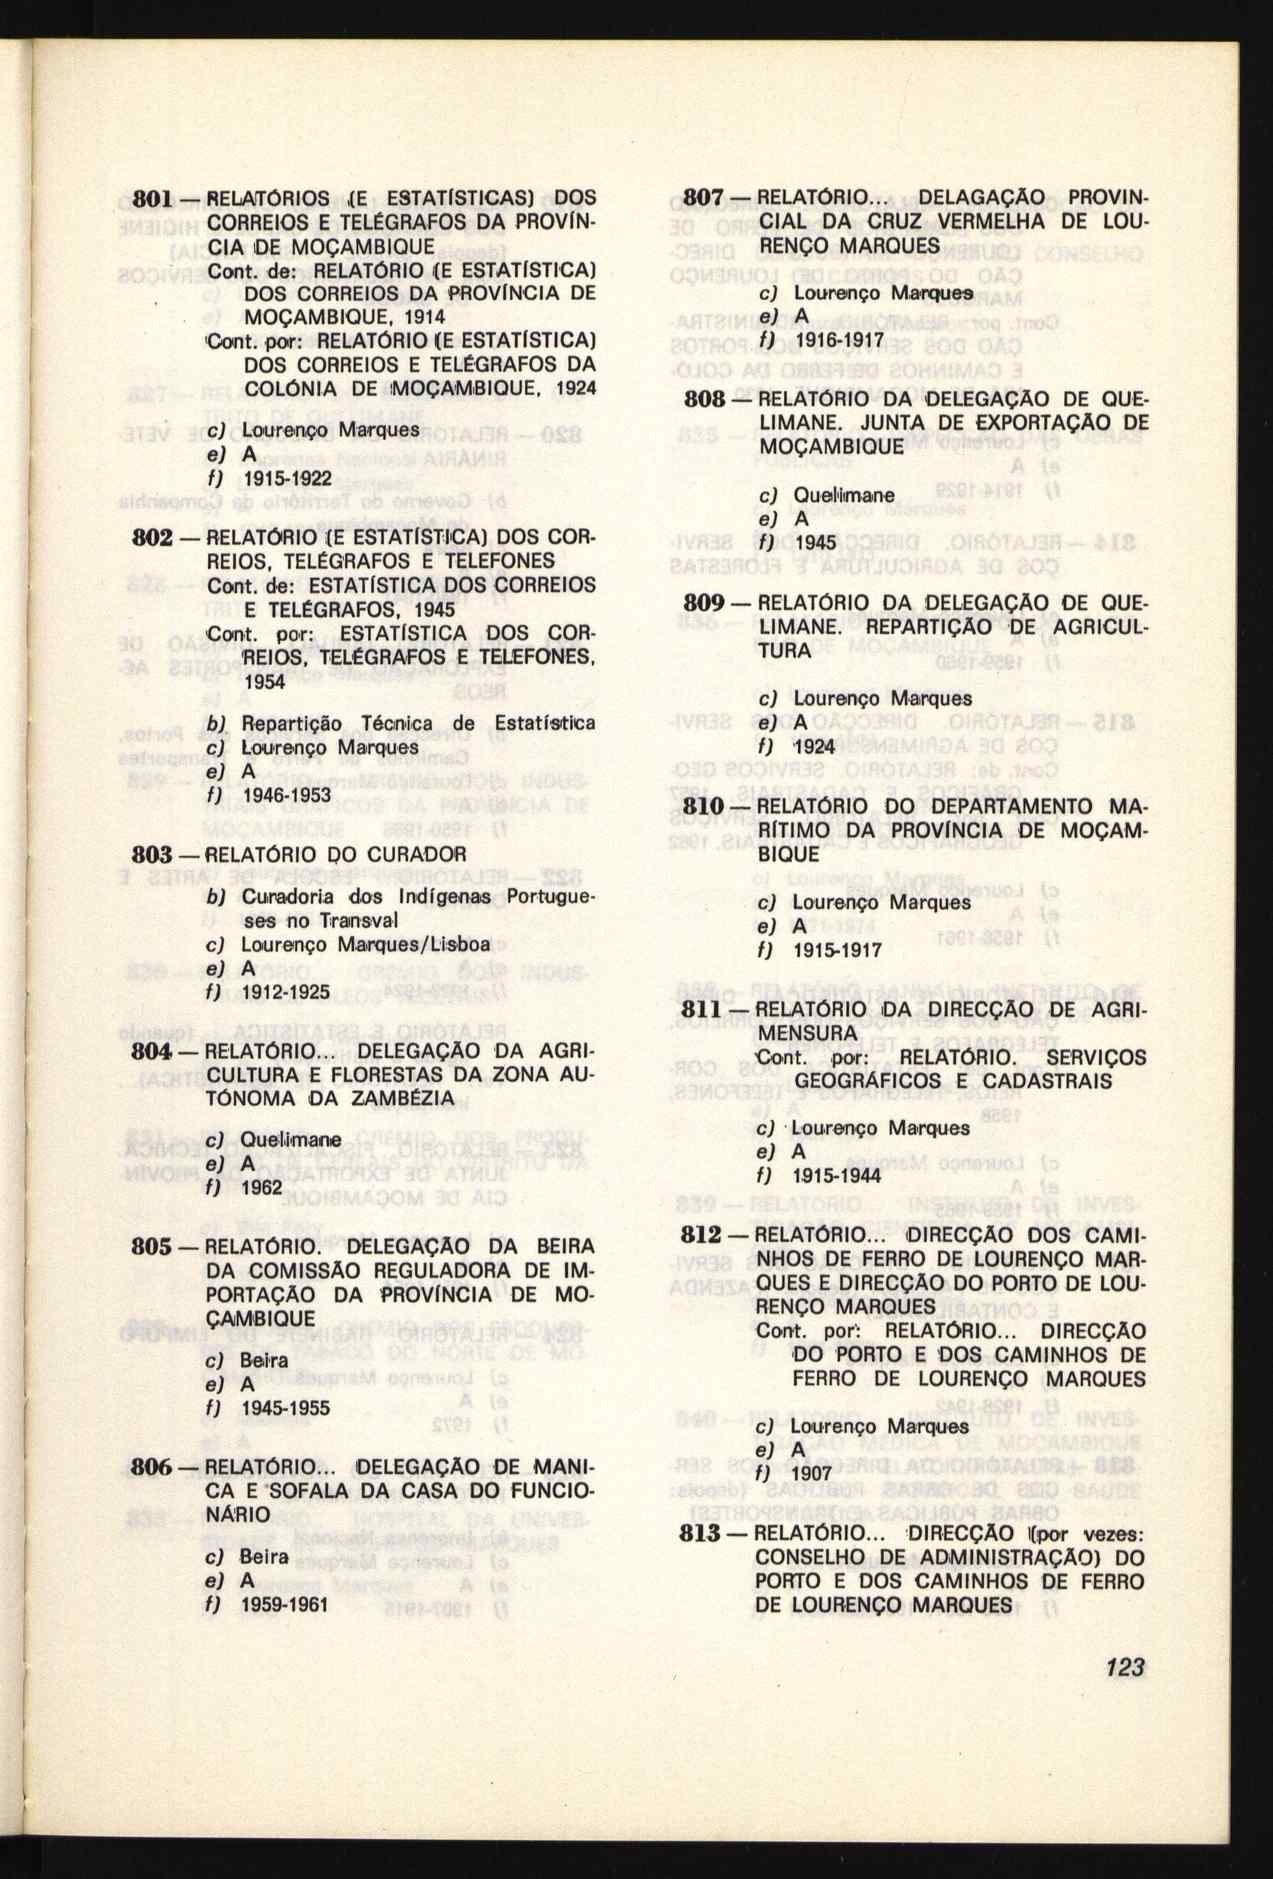 801 — RELATÓRIOS (E ESTATÍSTICAS) DOS
CORREIOS E TELÉGRAFOS DA PROVÍN-
CIA DE MOÇAMBIQUE
Cont. de: RELATÓRIO (E ESTATÍSTICA)
DOS CORREIOS DA PROVÍNCIA DE
MOÇAMBIQUE, 1914
Cont. por: RELATÓRIO (E ESTATÍSTICA)
DOS CORREIOS E TELÉGRAFOS DA
COLÓNIA DE MOÇAMBIQUE, 1924
c) Lourenço Marques
e) A
f) 1915-1922
802 — RELATÓRIO (E ESTATÍSTICA) DOS COR-
REIOS, TELÉGRAFOS E TELEFONES
Cont. de: ESTATÍSTICA DOS CORREIOS
E TELÉGRAFOS, 1945
Cont. por: ESTATÍSTICA DOS COR-
REIOS, TELÉGRAFOS E TELEFONES,
1954
b) Repartição Técnica de Estatística
c) Lourenço Marques
e) A
f) 1946-1953
803 — RELATÓRIO DO CURADOR
b) Curadoria dos Indígenas Portugue-
ses no Transval
c) Lourenço Marques/Lisboa
e) A
f) 1912-1925
804 — RELATÓRIO... DELEGAÇÃO DA AGRI-
CULTURA E FLORESTAS DA ZONA AU-
TÓNOMA DA ZAMBÉZIA
c) Quelimane
e) A
f) 1962
805 — RELATÓRIO. DELEGAÇÃO DA BEIRA
DA COMISSÃO REGULADORA DE IM-
PORTAÇÃO DA PROVÍNCIA DE MO-
ÇAMBIQUE
c) Beira
e) A
f) 1945-1955
806 — RELATÓRIO... DELEGAÇÃO DE MANI-
CA E SOFALA DA CASA DO FUNCIO-
NÁRIO
c) Beira
e) A
f) 1959-1961
807 — RELATÓRIO... DELAGAÇÃO PROVIN-
CIAL DA CRUZ VERMELHA DE LOU-
RENÇO MARQUES
c) Lourenço Marques
e) A
f) 1916-1917
808 — RELATÓRIO DA DELEGAÇÃO DE QUE-
LIMANE. JUNTA DE EXPORTAÇÃO DE
MOÇAMBIQUE
c) Quelimane
e) A
f) 1945
809 — RELATÓRIO DA DELEGAÇÃO DE QUE-
LIMANE. REPARTIÇÃO DE AGRICUL-
TURA
c) Lourenço Marques
e) A
f) 1924
810 — RELATÓRIO DO DEPARTAMENTO MA-
RÍTIMO DA PROVÍNCIA DE MOÇAM-
BIQUE
c) Lourenço Marques
e) A
f) 1915-1917
811 — RELATÓRIO DA DIRECÇÃO DE AGRI-
MENSURA
Cont. por: RELATÓRIO. SERVIÇOS
GEOGRÁFICOS E CADASTRAIS
c) Lourenço Marques
e) A
f) 1915-1944
812 — RELATÓRIO... DIRECÇÃO DOS CAMI-
NHOS DE FERRO DE LOURENÇO MAR-
QUES E DIRECÇÃO DO PORTO DE LOU-
RENÇO MARQUES
Cont. por: RELATÓRIO... DIRECÇÃO
DO PORTO E DOS CAMINHOS DE
FERRO DE LOURENÇO MARQUES
c) Lourenço Marques
e) A
f) 1907
813 — RELATÓRIO... DIRECÇÃO (por vezes:
CONSELHO DE ADMINISTRAÇÃO) DO
PORTO E DOS CAMINHOS DE FERRO
DE LOURENÇO MARQUES
123